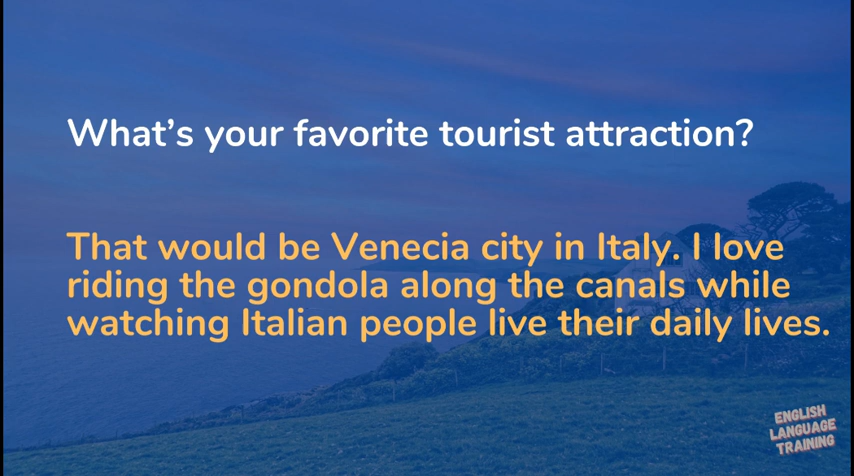 What’s your favorite tourist attraction?
That would be Venecia city in Italy. I love
riding the gondola along the canals while
watching Italian people live their daily lives.
ENGLISH
LANGUAGE
TRAINING